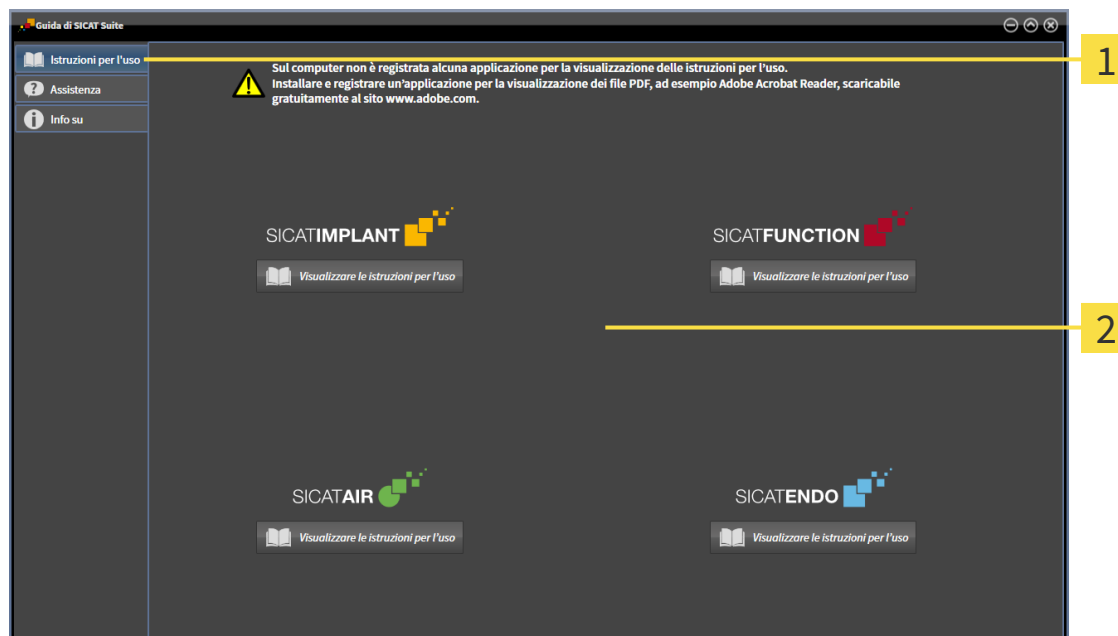 Guida di SICAT Suite
Istruzioni per l'uso
1
Assistenza
Info su
Sul computer non è registrata alcuna applicazione per la visualizzazione delle istruzioni per l'uso.
Installare e registrare un'applicazione per la visualizzazione dei file PDF, ad esempio Adobe Acrobat Reader, scaricabile
gratuitamente al sito www.adobe.com.
SICATIMPLANT
SICATFUNCTION
Visualizzare le istruzioni per l'uso
Visualizzare le istruzioni per l'uso
2
SICATAIR
SICATENDO
Visualizzare le istruzioni per l'uso
Visualizzare le istruzioni per l'uso